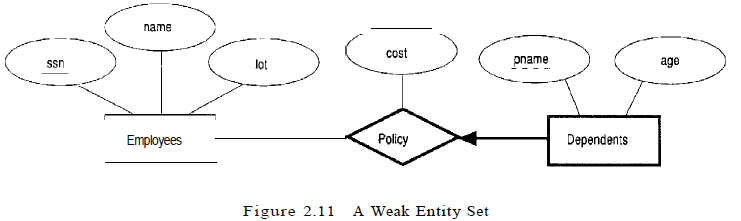 name
cost
ssn
lot
pname
age
Employees
Policy
Dependents
Figure 2.11 A Weak Entity Set